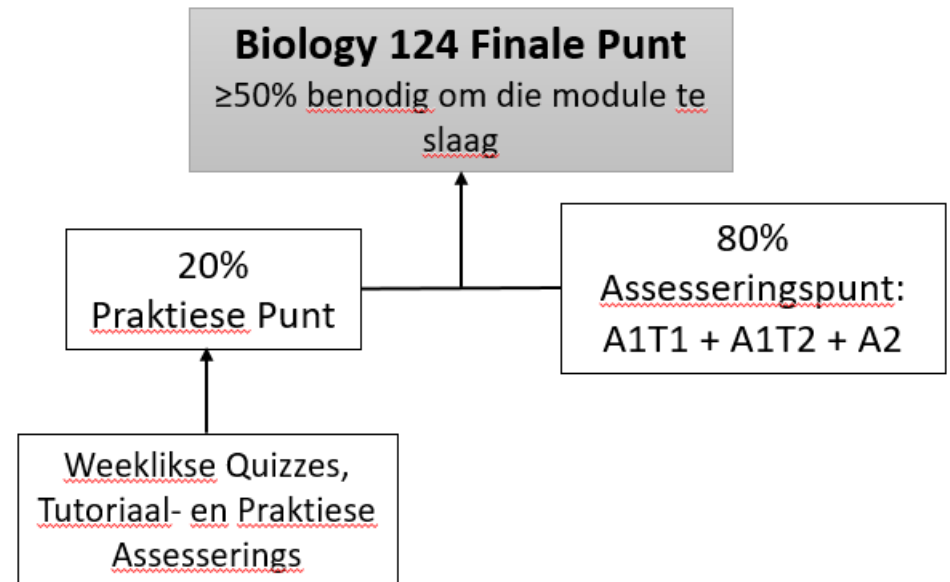 Biology 124 Finale Punt
≥50% benodig om die module te
slaag
20%
Praktiese Punt
80%
Assesseringspunt:
A1T1 + A1T2 + A2
Weeklikse Quizzes,
Tutoriaal- en Praktiese
Assesserings